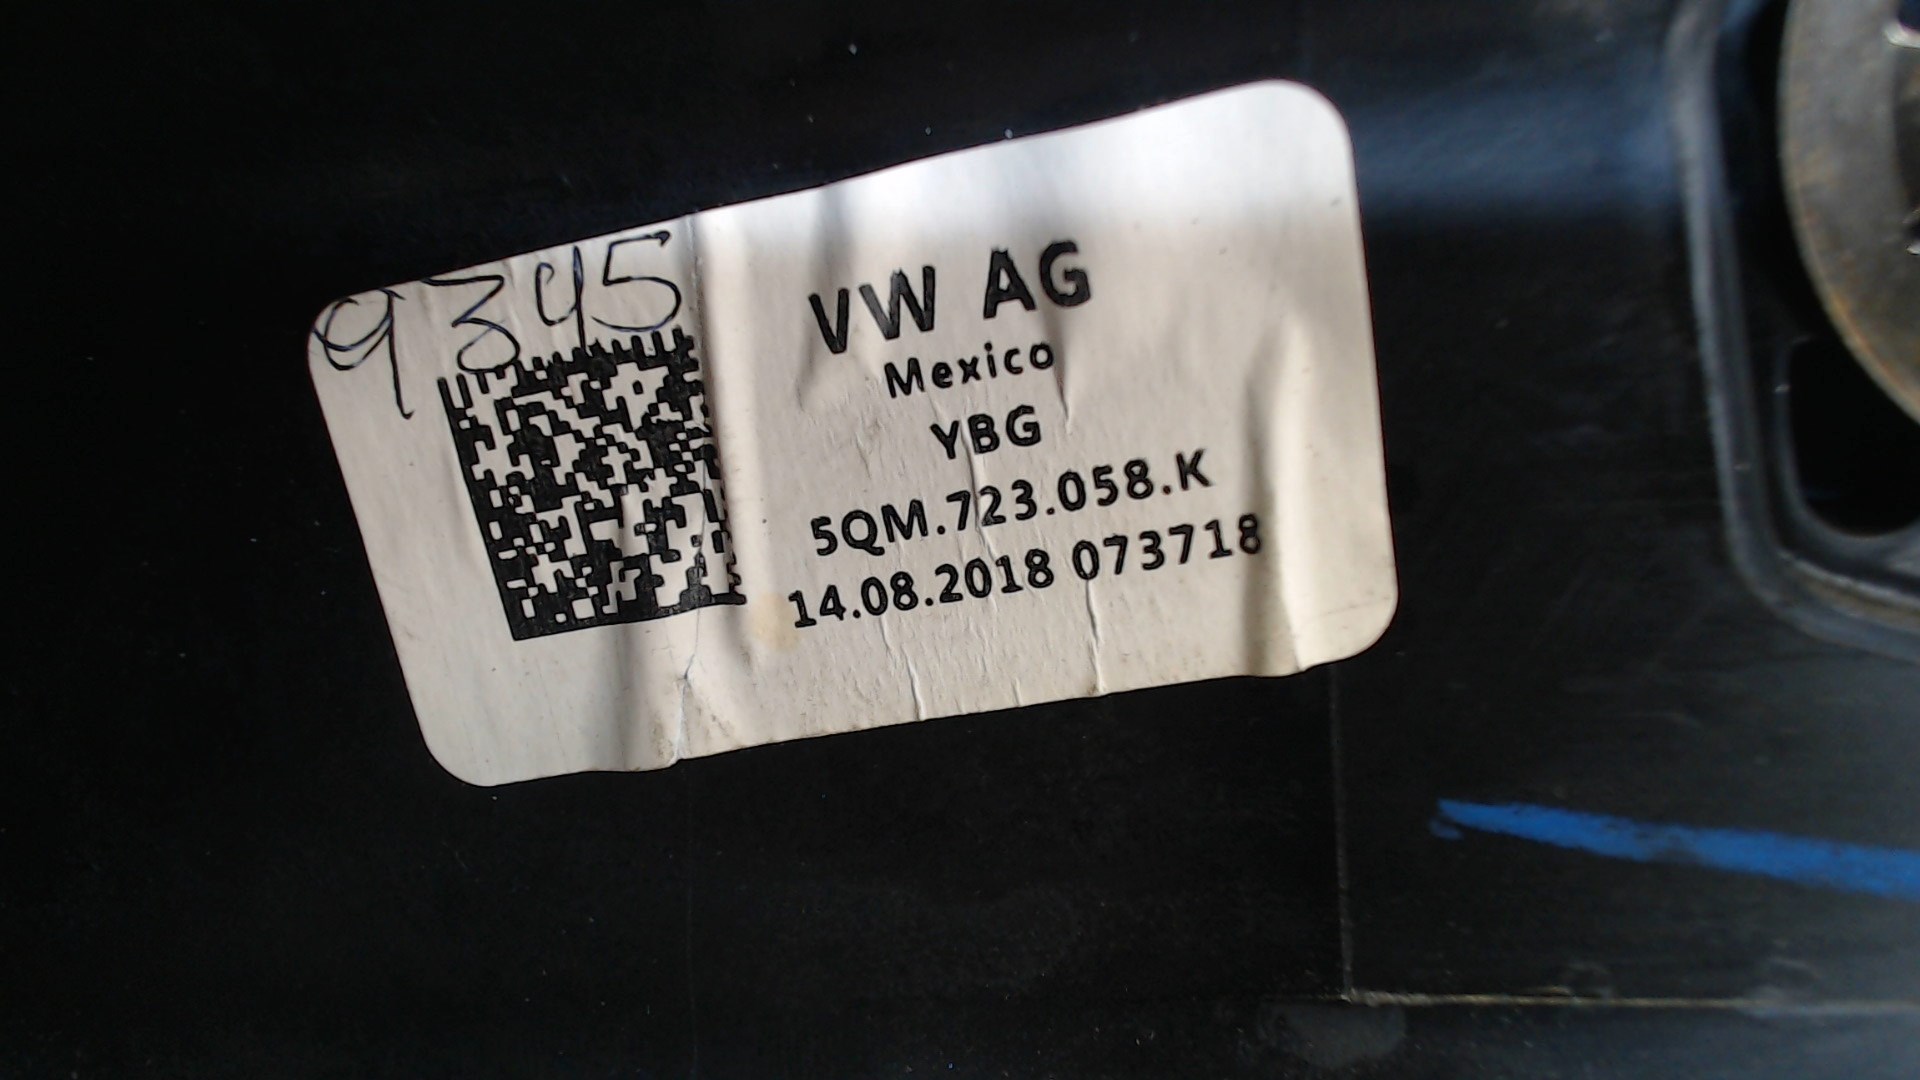 9345
VW AG
Mexico
YBG
5QM.723.058.K
14.08.2018 073718